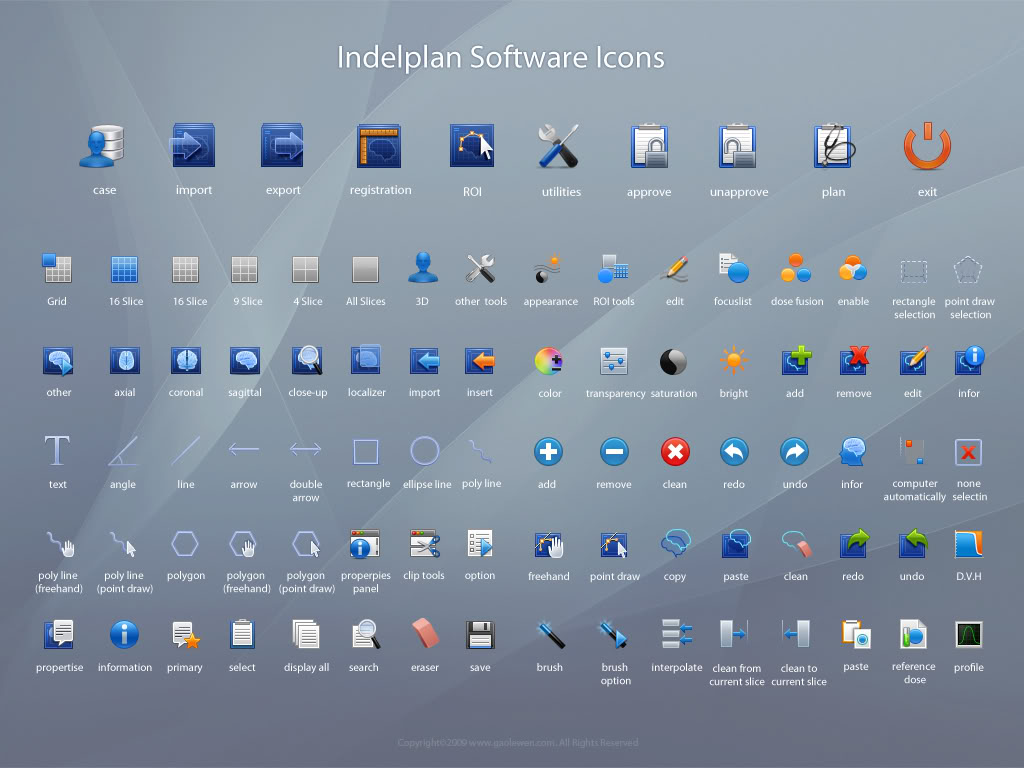 Indelplan Software Icons
case import export registration ROI utilities approve unapprove plan exit
Grid 16 Slice 16 Slice 9 Slice 4 Slice All Slices 3D other tools appearance ROI tools edit focuslist dose fusion enable rectangle point draw
selection selection
other axial coronal sagittal close-up localizer import insert color transparency saturation bright add remove edit infor
text angle line arrow double rectangle ellipse line poly line add remove clean redo undo infor computer none
arrow automatically selectin
poly line poly line polygon polygon polygon properpies clip tools option freehand point draw copy paste clean redo undo D.V.H
(freehand) (point draw) (freehand) (point draw) panel
propertise information primary select display all search eraser save brush brush interpolate clean from clean to paste reference profile
option current slice current slice dose
Copyright©2009 www.gaolewen.com. All Rights Reserved